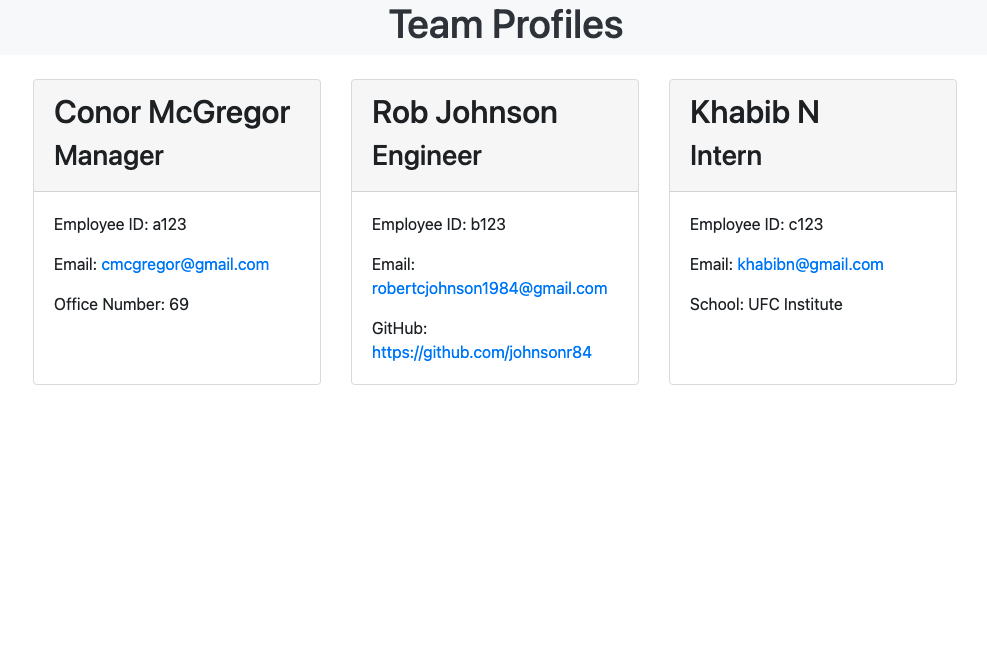 Team Profiles
Conor McGregor
Manager
Employee ID: a123
Email: cmcgregor@gmail.com
Office Number: 69
Rob Johnson
Engineer
Employee ID: b123
Email:
robertcjohnson1984@gmail.com
GitHub:
https://github.com/johnsonr84
Khabib N
Intern
Employee ID: c123
Email: khabibn@gmail.com
School: UFC Institute